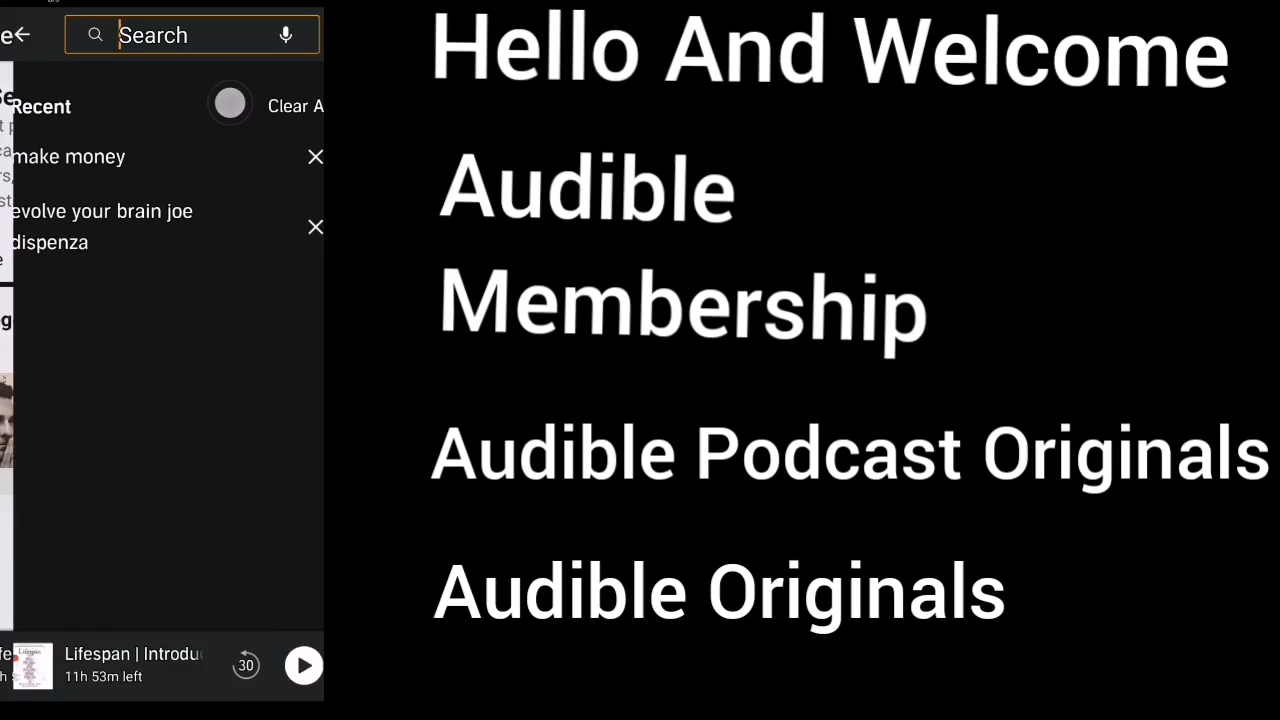 Search
Recent
Clear A
make money
evolve your brain joe
dispenza
Lifespan | Introdu
11h 53m left
30
Hello And Welcome
Audible
Membership
Audible Podcast Originals
Audible Originals